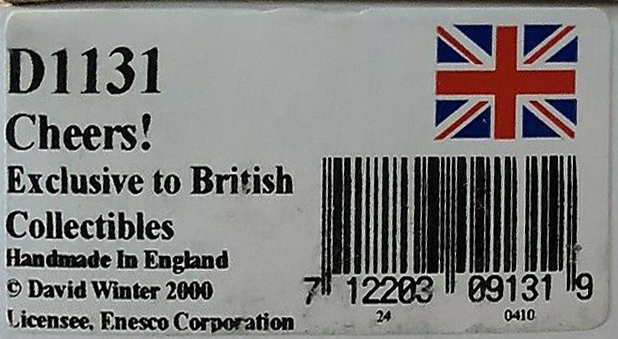 D1131
Cheers!
Exclusive to British
Collectibles
Handmade In England
© David Winter 2000
Licensee, Enesco Corporation
7 12203 09131 9
24 0410